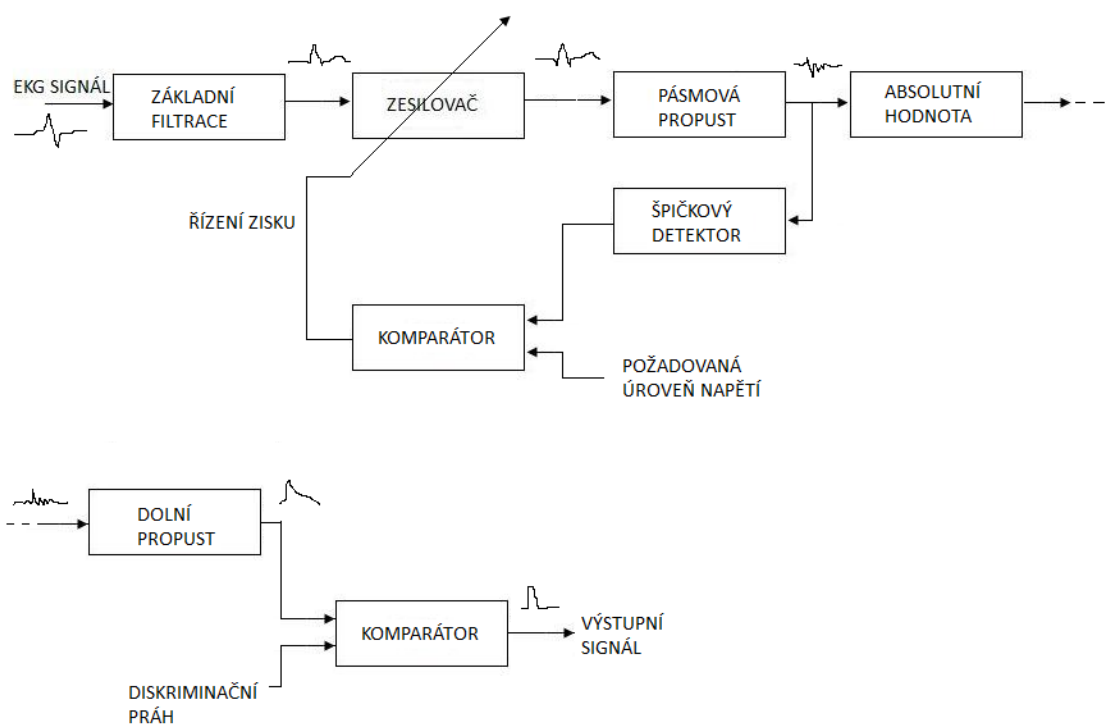 EKG SIGNÁL
ZÁKLADNÍ
FILTRACE
ZESILOVAČ
PÁSMOVÁ
PROPUST
ABSOLUTNÍ
HODNOTA
ŘÍZENÍ ZISKU
ŠPIČKOVÝ
DETEKTOR
KOMPARÁTOR
POŽADOVANÁ
ÚROVEŇ NAPĚTÍ
DOLNÍ
PROPUST
KOMPARÁTOR
VÝSTUPNÍ
SIGNÁL
DISKRIMINAČNÍ
PRÁH